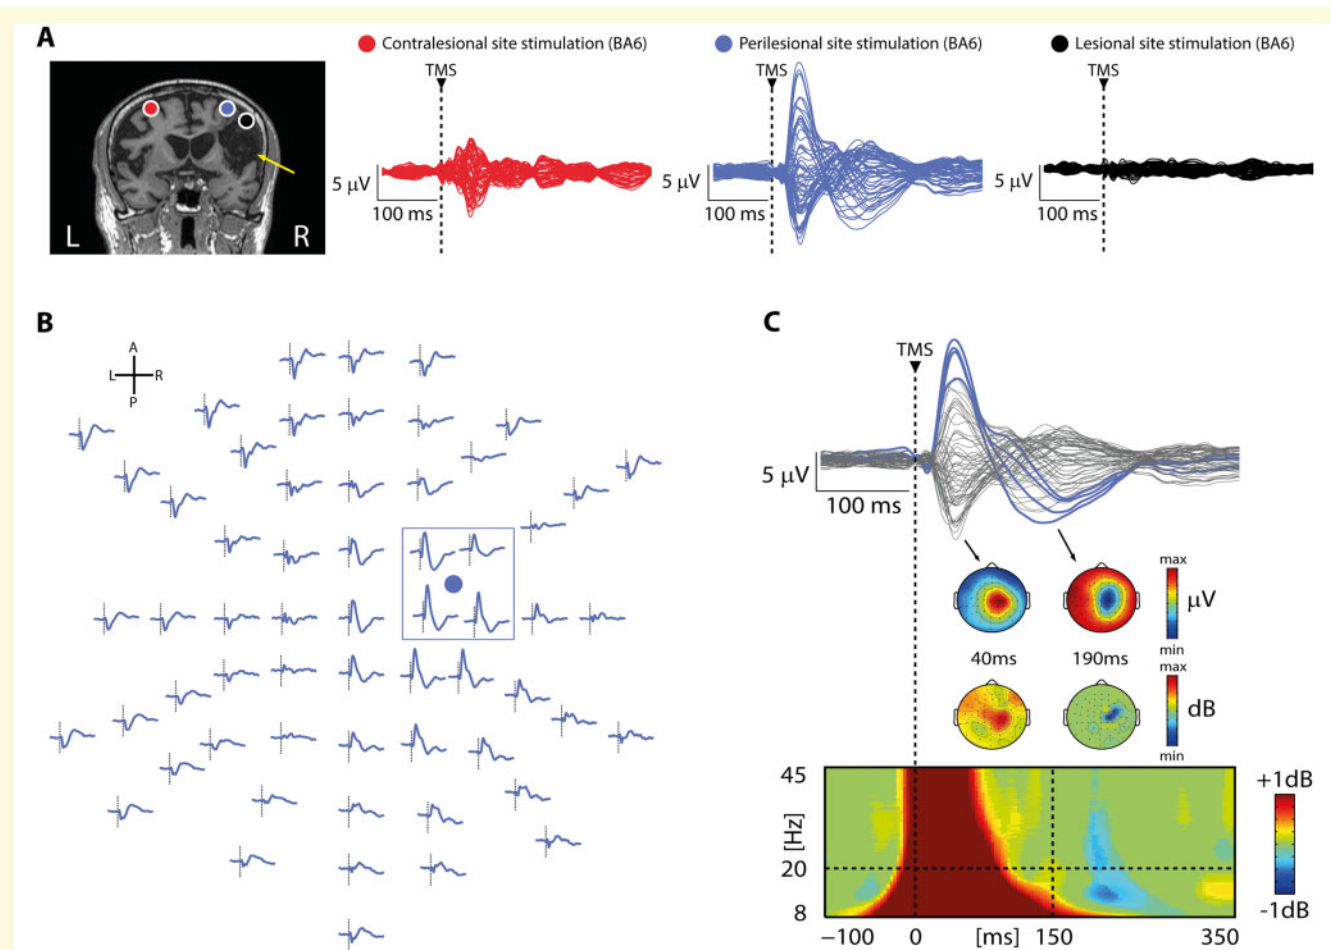 A
Contralesional site stimulation (BA6)
Perilesional site stimulation (BA6)
Lesional site stimulation (BA6)
TMS
TMS
TMS
L
R
5 μV
100 ms
5 μV
100 ms
5 μV
100 ms
B
A
L
R
P
C
TMS
5 μV
100 ms
max
μV
min
40ms
190ms
max
dB
min
45
[Hz]
20
8
−100
0
[ms]
150
350
+1dB
-1dB